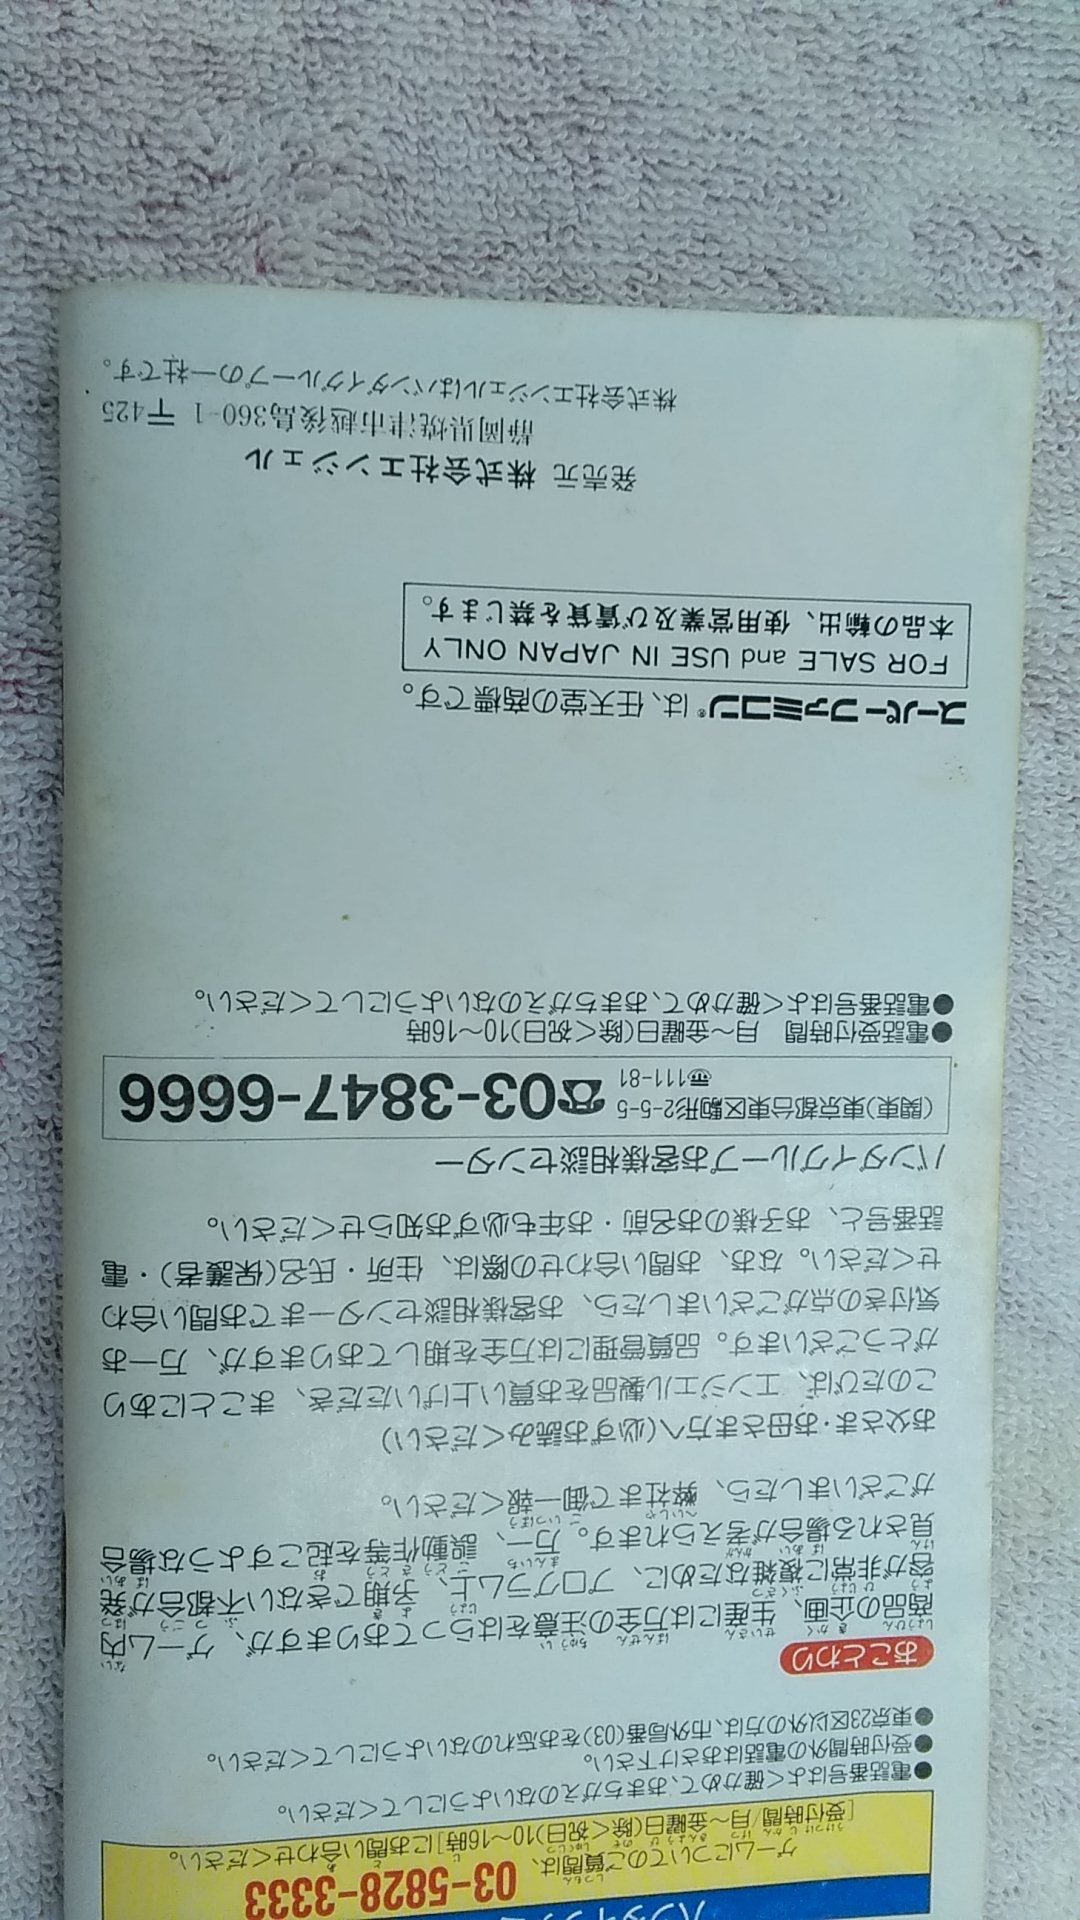 ゲームについてのご質問は、 03-5828-3333
[受付時間/月～金曜日(除く祝日)10～16時]にお問い合わせください。
●電話番号はよく確かめて、おまちがえのないようにしてください。
●受付時間外の電話はおさけ下さい。
●東京23区以外の方は、市外局番(03)をお忘れのないようにしてください。
おことわり
商品の企画、生産には万全の注意をはらっておりますが、ゲーム内
容が非常に複雑なために、プログラム上、予期できない不都合が発
見される場合が考えられます。万一、誤動作等を起こすような場合
がございましたら、弊社まで御一報ください。
お父さま・お母さま方へ(必ずお読みください)
このたびは、エンジェル製品をお買い上げいただき、まことにあり
がとうございます。品質管理には万全を期しておりますが、万一お
気付きの点がございましたら、お客様相談センターまでお問い合わ
せください。なお、お問い合わせの際は、住所・氏名(保護者)・電
話番号と、お子様のお名前・お年も必ずお知らせください。
バンダイグループお客様相談センター
(関東)東京都台東区駒形2-5-5
〠111-81
☎03-3847-6666
●電話受付時間 月～金曜日(除く祝日)10～16時
●電話番号はよく確かめて、おまちがえのないようにしてください。
スーパーファミコン®は、任天堂の商標です。
FOR SALE and USE IN JAPAN ONLY
本品の輸出、使用営業及び賃貸を禁じます。
発売元 株式会社エンジェル
静岡県焼津市越後島360-1 〒425
株式会社エンジェルはバンダイグループの一社です。